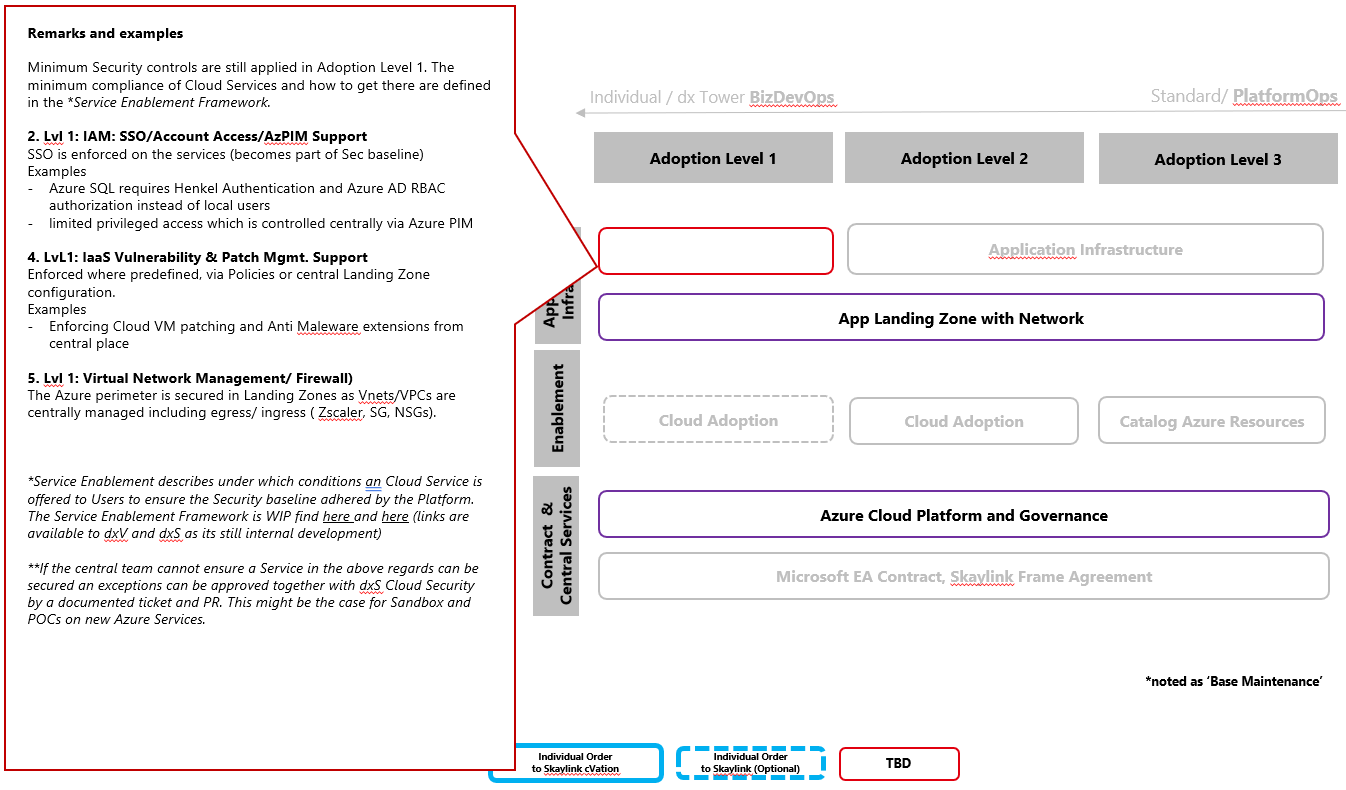 Remarks and examples
Minimum Security controls are still applied in Adoption Level 1. The
minimum compliance of Cloud Services and how to get there are defined
in the *Service Enablement Framework.
2. Lvl 1: IAM: SSO/Account Access/AzPIM Support
SSO is enforced on the services (becomes part of Sec baseline)
Examples
- Azure SQL requires Henkel Authentication and Azure AD RBAC
authorization instead of local users
- limited privileged access which is controlled centrally via Azure PIM
4. LvL1: IaaS Vulnerability & Patch Mgmt. Support
Enforced where predefined, via Policies or central Landing Zone
configuration.
Examples
- Enforcing Cloud VM patching and Anti Maleware extensions from
central place
5. Lvl 1: Virtual Network Management/ Firewall)
The Azure perimeter is secured in Landing Zones as Vnets/VPCs are
centrally managed including egress/ ingress ( Zscaler, SG, NSGs).
*Service Enablement describes under which conditions an Cloud Service is
offered to Users to ensure the Security baseline adhered by the Platform.
The Service Enablement Framework is WIP find here and here (links are
available to dxV and dxS as its still internal development)
**If the central team cannot ensure a Service in the above regards can be
secured an exceptions can be approved together with dxS Cloud Security
by a documented ticket and PR. This might be the case for Sandbox and
POCs on new Azure Services.
Individual / dx Tower BizDevOps
Standard/ PlatformOps
Adoption Level 1
Adoption Level 2
Adoption Level 3
App
Infra
Application Infrastructure
App Landing Zone with Network
Enablement
Cloud Adoption
Cloud Adoption
Catalog Azure Resources
Contract &
Central Services
Azure Cloud Platform and Governance
Microsoft EA Contract, Skaylink Frame Agreement
*noted as ‘Base Maintenance’
Individual Order
to Skaylink cVation
Individual Order
to Skaylink (Optional)
TBD